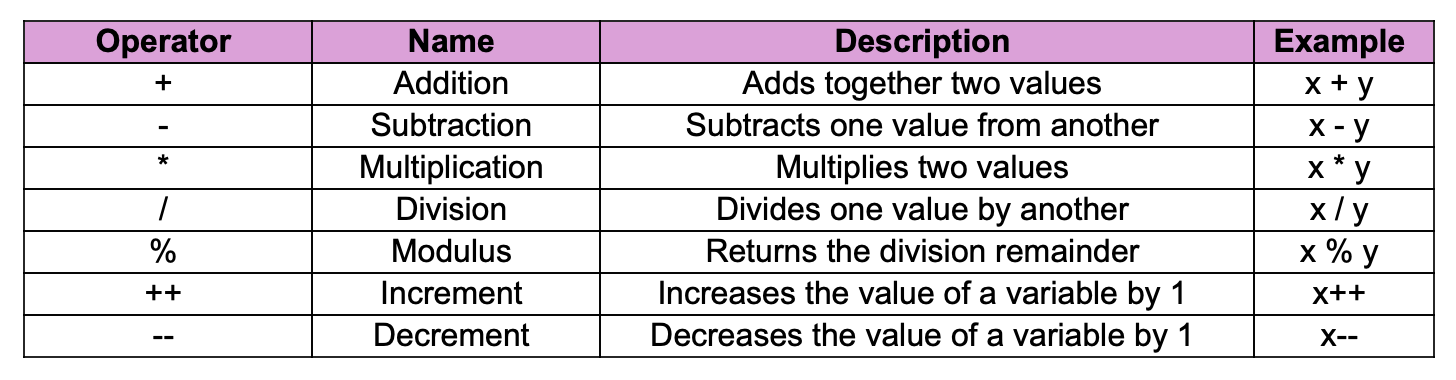 Operator Name Description Example
+ Addition Adds together two values x + y
- Subtraction Subtracts one value from another x - y
* Multiplication Multiplies two values x * y
/ Division Divides one value by another x / y
% Modulus Returns the division remainder x % y
++ Increment Increases the value of a variable by 1 x++
-- Decrement Decreases the value of a variable by 1 x--